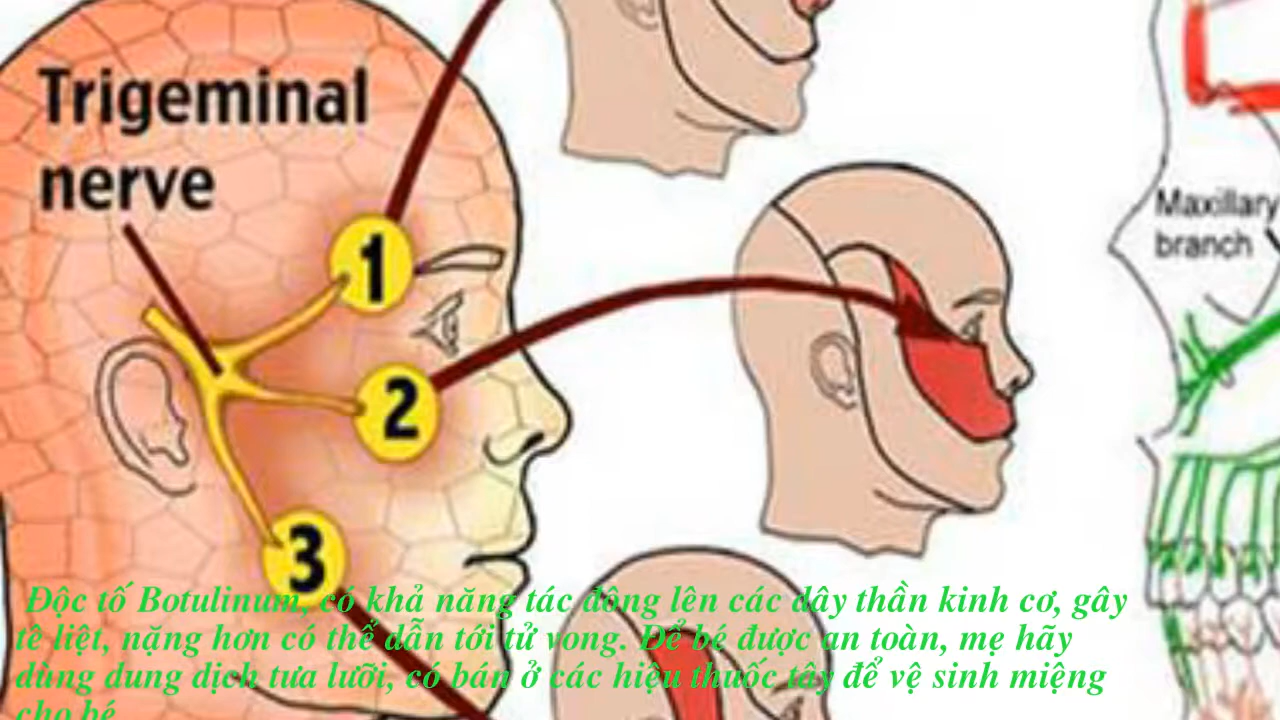 Trigeminal
nerve
1
2
3
Maxillary
branch
Độc tố Botulinum, có khả năng tác động lên các dây thần kinh cơ, gây
tê liệt, nặng hơn có thể dẫn tới tử vong. Để bé được an toàn, mẹ hãy
dùng dung dịch tưa lưỡi, có bán ở các hiệu thuốc tây để vệ sinh miệng
cho bé